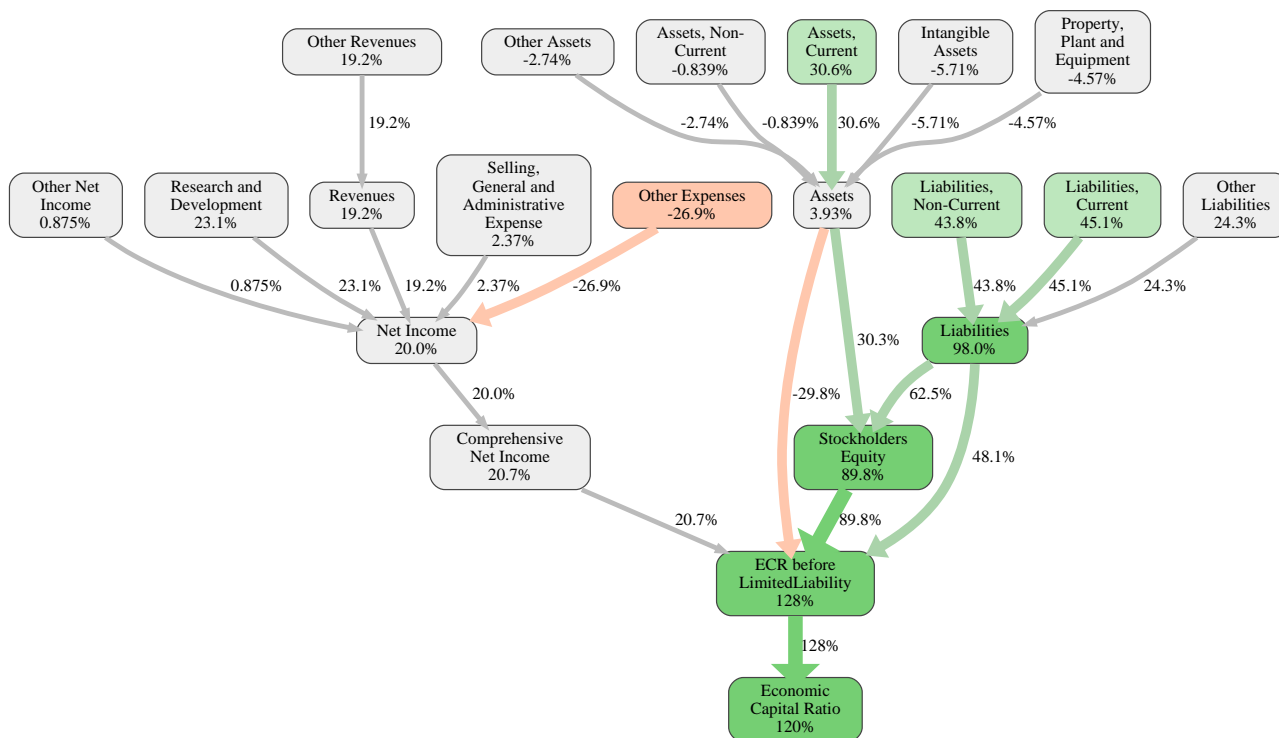 Other Revenues
19.2%
Other Assets
-2.74%
Assets, Non-
Current
-0.839%
Assets,
Current
30.6%
Intangible
Assets
-5.71%
Property,
Plant and
Equipment
-4.57%
19.2%
-2.74%
-0.839%
30.6%
-5.71%
-4.57%
Other Net
Income
0.875%
Research and
Development
23.1%
Revenues
19.2%
Selling,
General and
Administrative
Expense
2.37%
Other Expenses
-26.9%
Assets
3.93%
Liabilities,
Non-Current
43.8%
Liabilities,
Current
45.1%
Other
Liabilities
24.3%
0.875%
23.1%
19.2%
2.37%
-26.9%
43.8%
45.1%
24.3%
Net Income
20.0%
30.3%
Liabilities
98.0%
20.0%
-29.8%
62.5%
Comprehensive
Net Income
20.7%
Stockholders
Equity
89.8%
48.1%
20.7%
89.8%
ECR before
LimitedLiability
128%
128%
Economic
Capital Ratio
120%